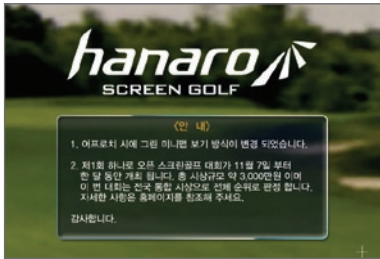 hanaro
SCREEN GOLF
<안 내>
1. 어프로치 시에 그린 미니맵 보기 방식이 변경 되었습니다.
2. 제1회 하나로 오픈 스크린골프 대회가 11월 7일 부터
한 달 동안 개최 됩니다. 총 시상규모 약 3,000만원 이며
이 번 대회는 전국 통합 시상으로 전체 순위로 판정 합니다.
자세한 사항은 홈페이지를 참조해 주세요.
감사합니다.